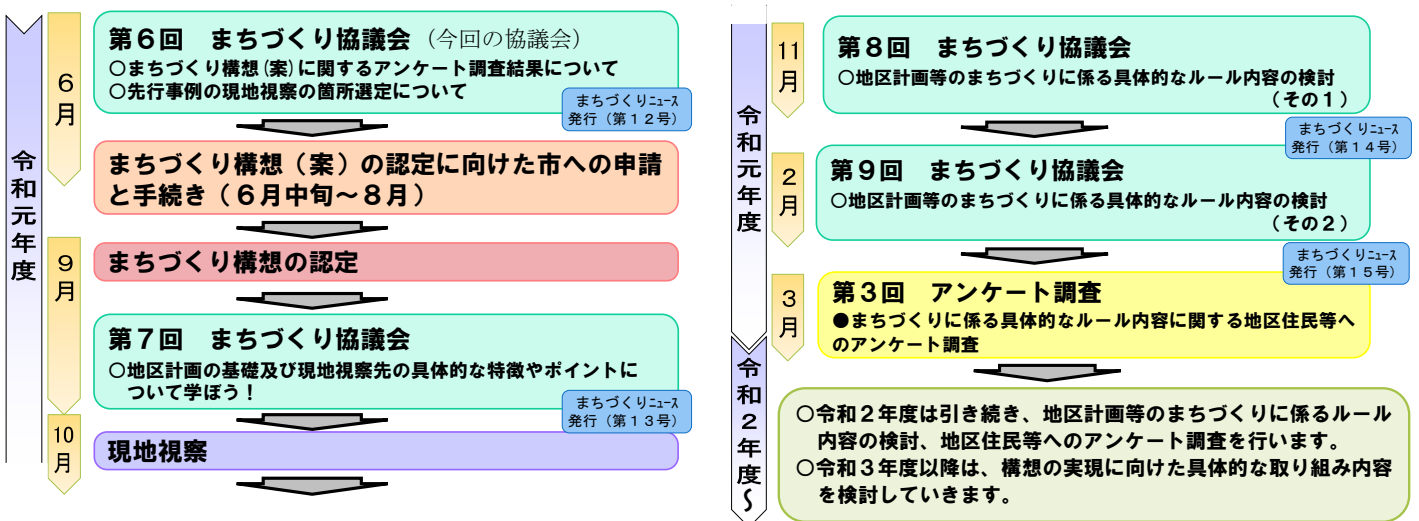 令和元年度
6月
第6回 まちづくり協議会（今回の協議会）
○まちづくり構想(案)に関するアンケート調査結果について
○先行事例の現地視察の箇所選定について
まちづくりﾆｭｰｽ
発行（第１２号）
まちづくり構想（案）の認定に向けた市への申請
と手続き（６月中旬～８月）
9月
まちづくり構想の認定
第７回 まちづくり協議会
○地区計画の基礎及び現地視察先の具体的な特徴やポイントに
ついて学ぼう！
まちづくりﾆｭｰｽ
発行（第１３号）
10月
現地視察
令和元年度
11月
第８回 まちづくり協議会
○地区計画等のまちづくりに係る具体的なルール内容の検討
（その１）
まちづくりﾆｭｰｽ
発行（第１４号）
2月
第９回 まちづくり協議会
○地区計画等のまちづくりに係る具体的なルール内容の検討
（その２）
まちづくりﾆｭｰｽ
発行（第１５号）
3月
第３回 アンケート調査
●まちづくりに係る具体的なルール内容に関する地区住民等へ
のアンケート調査
令和２年度～
○令和２年度は引き続き、地区計画等のまちづくりに係るルール
内容の検討、地区住民等へのアンケート調査を行います。
○令和３年度以降は、構想の実現に向けた具体的な取り組み内容
を検討していきます。